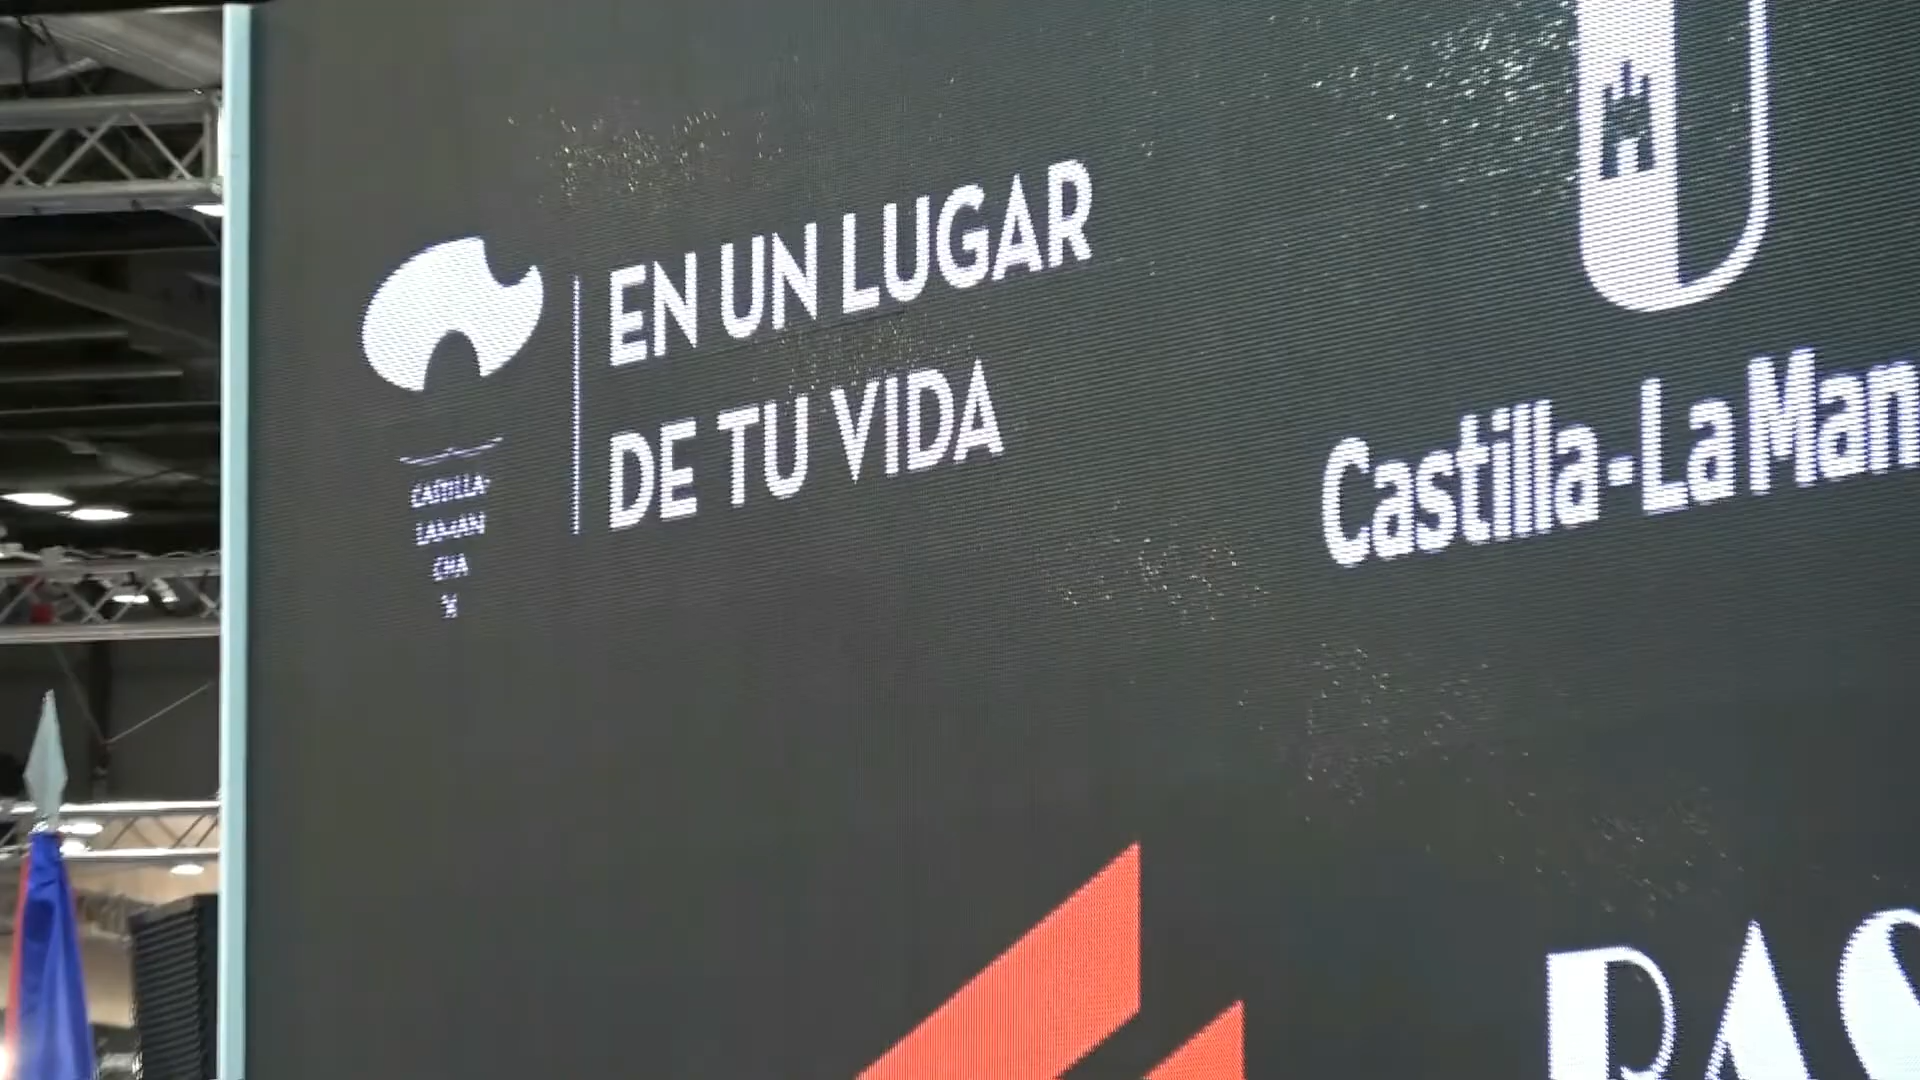 EN UN LUGAR
DE TU VIDA
CASTILLA-
LAMAN
CHA
Castilla-La Man